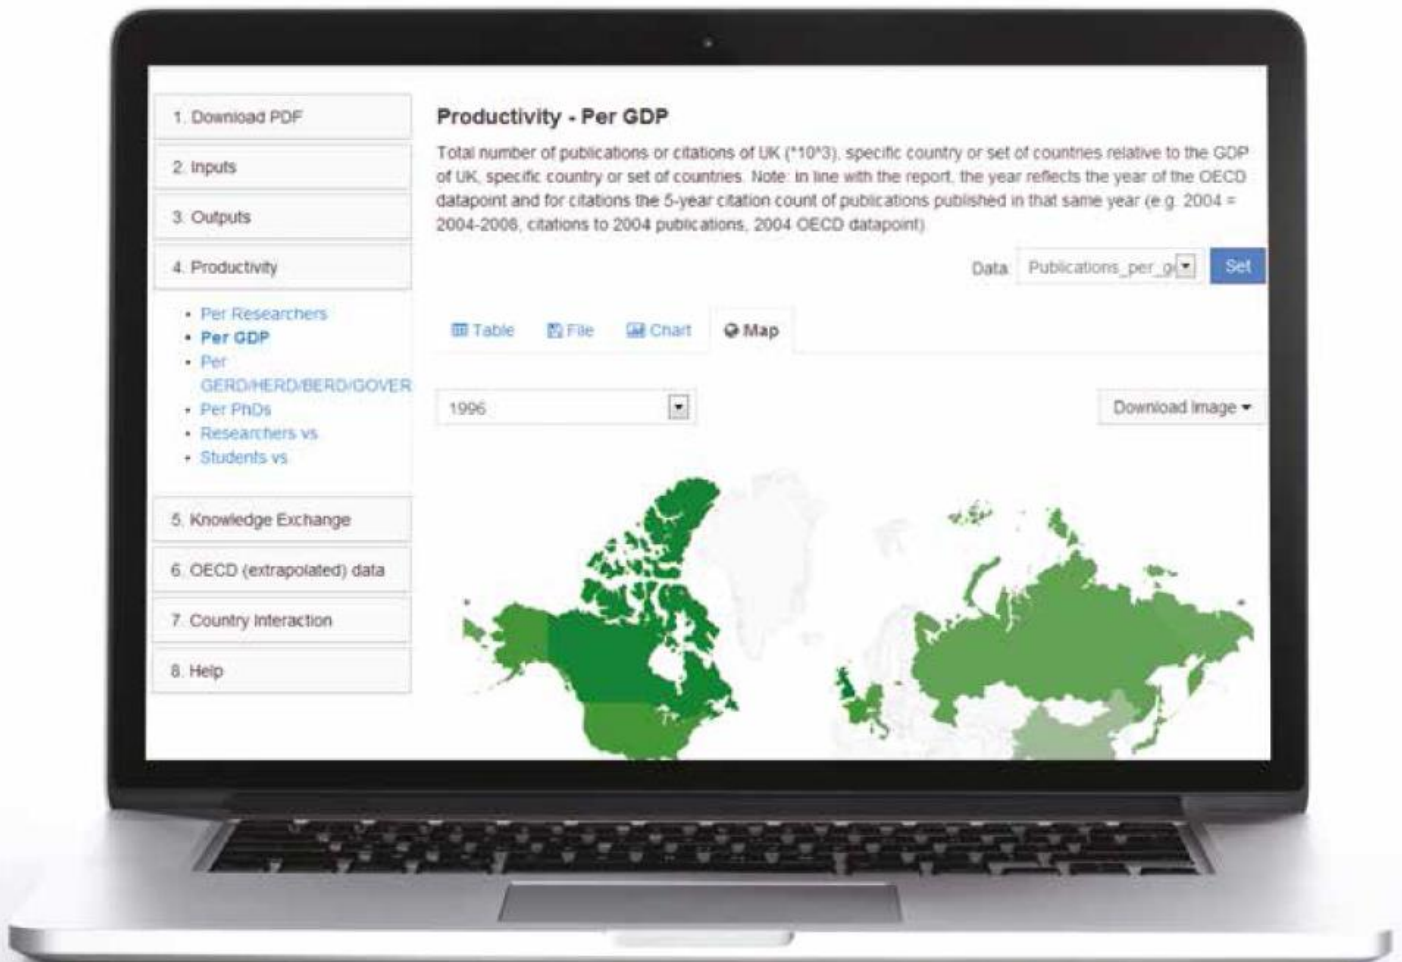 1. Download PDF
2. Inputs
3. Outputs
4. Productivity
• Per Researchers
• Per GDP
• Per
GERD/HERD/BERD/GOVER
• Per PhDs
• Researchers vs
• Students vs
5. Knowledge Exchange
6. OECD (extrapolated) data
7. Country Interaction
8. Help
Productivity - Per GDP
Total number of publications or citations of UK (*10^3), specific country or set of countries relative to the GDP
of UK, specific country or set of countries. Note: in line with the report, the year reflects the year of the OECD
datapoint and for citations the 5-year citation count of publications published in that same year (e.g. 2004 =
2004-2008, citations to 2004 publications, 2004 OECD datapoint)
Data: Publications_per_g Set
Table File Chart Map
1996 Download Image